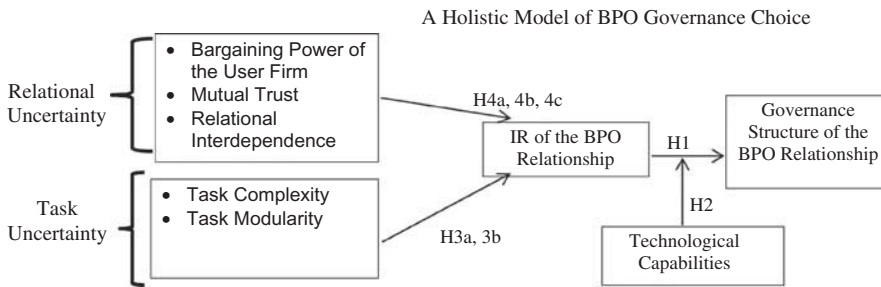 A Holistic Model of BPO Governance Choice
Relational
Uncertainty
• Bargaining Power of
the User Firm
• Mutual Trust
• Relational
Interdependence
H4a, 4b, 4c
IR of the BPO
Relationship
H1
Governance
Structure of the
BPO Relationship
Task
Uncertainty
• Task Complexity
• Task Modularity
H3a, 3b
H2
Technological
Capabilities